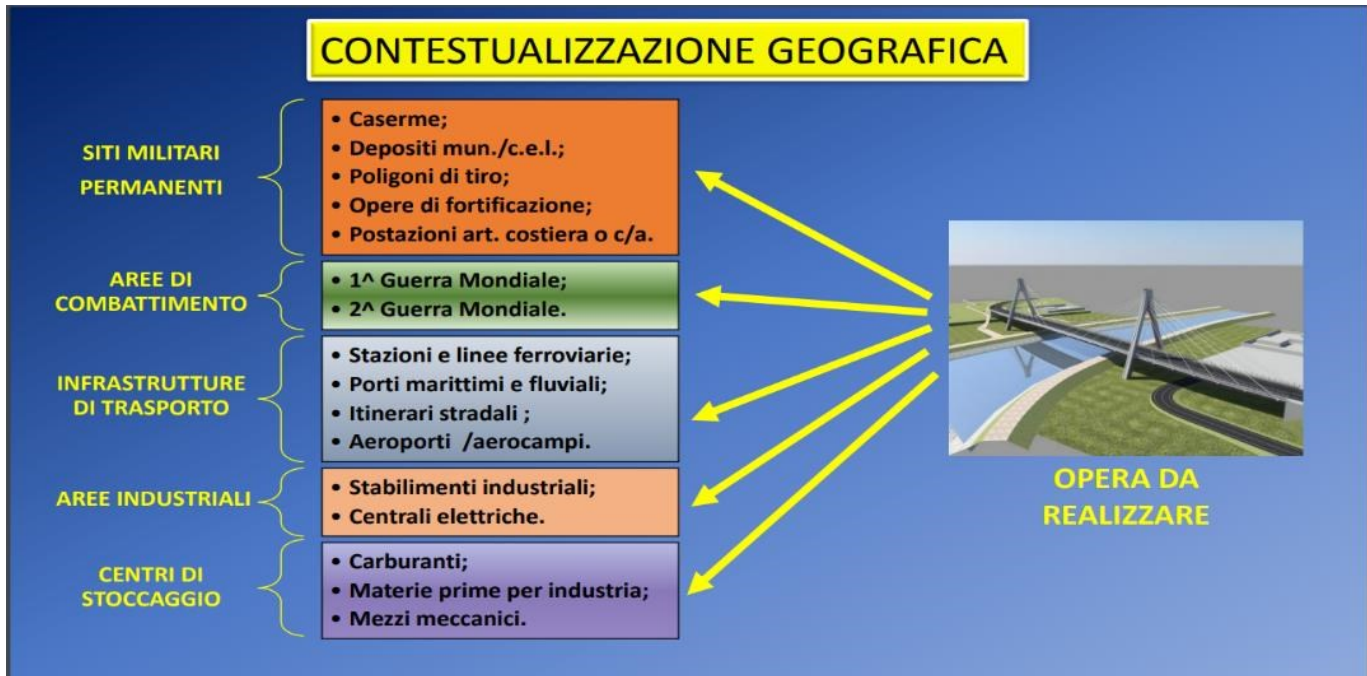 CONTESTUALIZZAZIONE GEOGRAFICA
SITI MILITARI
PERMANENTI
• Caserme;
• Depositi mun./c.e.l.;
• Poligoni di tiro;
• Opere di fortificazione;
• Postazioni art. costiera o c/a.
AREE DI
COMBATTIMENTO
• 1^ Guerra Mondiale;
• 2^ Guerra Mondiale.
INFRASTRUTTURE
DI TRASPORTO
• Stazioni e linee ferroviarie;
• Porti marittimi e fluviali;
• Itinerari stradali ;
• Aeroporti /aerocampi.
AREE INDUSTRIALI
• Stabilimenti industriali;
• Centrali elettriche.
CENTRI DI
STOCCAGGIO
• Carburanti;
• Materie prime per industria;
• Mezzi meccanici.
OPERA DA
REALIZZARE